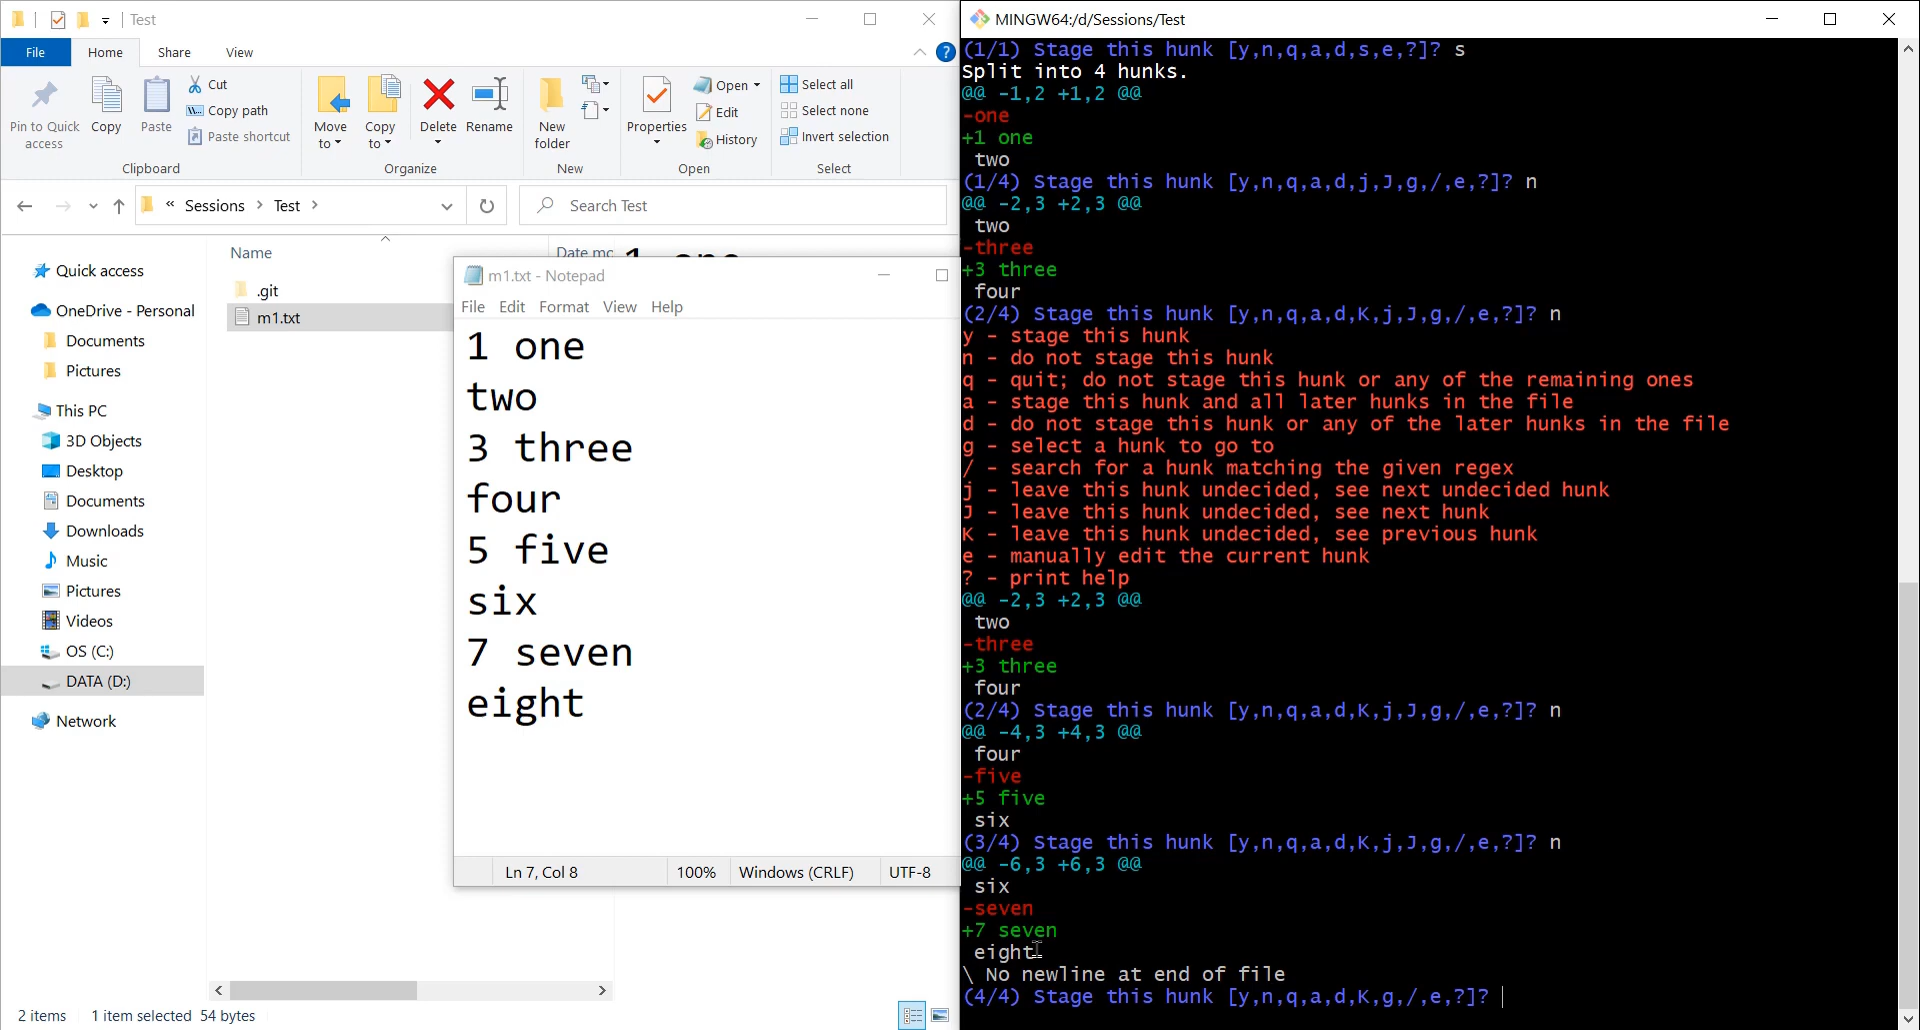 Test
File
Home
Share
View
Pin to Quick access
Copy
Paste
Cut
Copy path
Paste shortcut
Clipboard
Move to
Copy to
Delete
Rename
Organize
New folder
New
Properties
Open
Edit
History
Open
Select all
Select none
Invert selection
Select
« Sessions > Test >
Search Test
Name
Date mo
Quick access
OneDrive - Personal
Documents
Pictures
This PC
3D Objects
Desktop
Documents
Downloads
Music
Pictures
Videos
OS (C:)
DATA (D:)
Network
.git
m1.txt
2 items
1 item selected 54 bytes
1 one
m1.txt - Notepad
File Edit Format View Help
1 one
two
3 three
four
5 five
six
7 seven
eight
Ln 7, Col 8
100%
Windows (CRLF)
UTF-8
MINGW64:/d/Sessions/Test
(1/1) Stage this hunk [y,n,q,a,d,s,e,?]? s
Split into 4 hunks.
@@ -1,2 +1,2 @@
-one
+1 one
 two
(1/4) Stage this hunk [y,n,q,a,d,j,J,g,/,e,?]? n
@@ -2,3 +2,3 @@
 two
-three
+3 three
 four
(2/4) Stage this hunk [y,n,q,a,d,K,j,J,g,/,e,?]? n
y - stage this hunk
n - do not stage this hunk
q - quit; do not stage this hunk or any of the remaining ones
a - stage this hunk and all later hunks in the file
d - do not stage this hunk or any of the later hunks in the file
g - select a hunk to go to
/ - search for a hunk matching the given regex
j - leave this hunk undecided, see next undecided hunk
J - leave this hunk undecided, see next hunk
K - leave this hunk undecided, see previous hunk
e - manually edit the current hunk
? - print help
@@ -2,3 +2,3 @@
 two
-three
+3 three
 four
(2/4) Stage this hunk [y,n,q,a,d,K,j,J,g,/,e,?]? n
@@ -4,3 +4,3 @@
 four
-five
+5 five
 six
(3/4) Stage this hunk [y,n,q,a,d,K,j,J,g,/,e,?]? n
@@ -6,3 +6,3 @@
 six
-seven
+7 seven
 eight
\ No newline at end of file
(4/4) Stage this hunk [y,n,q,a,d,K,g,/,e,?]?